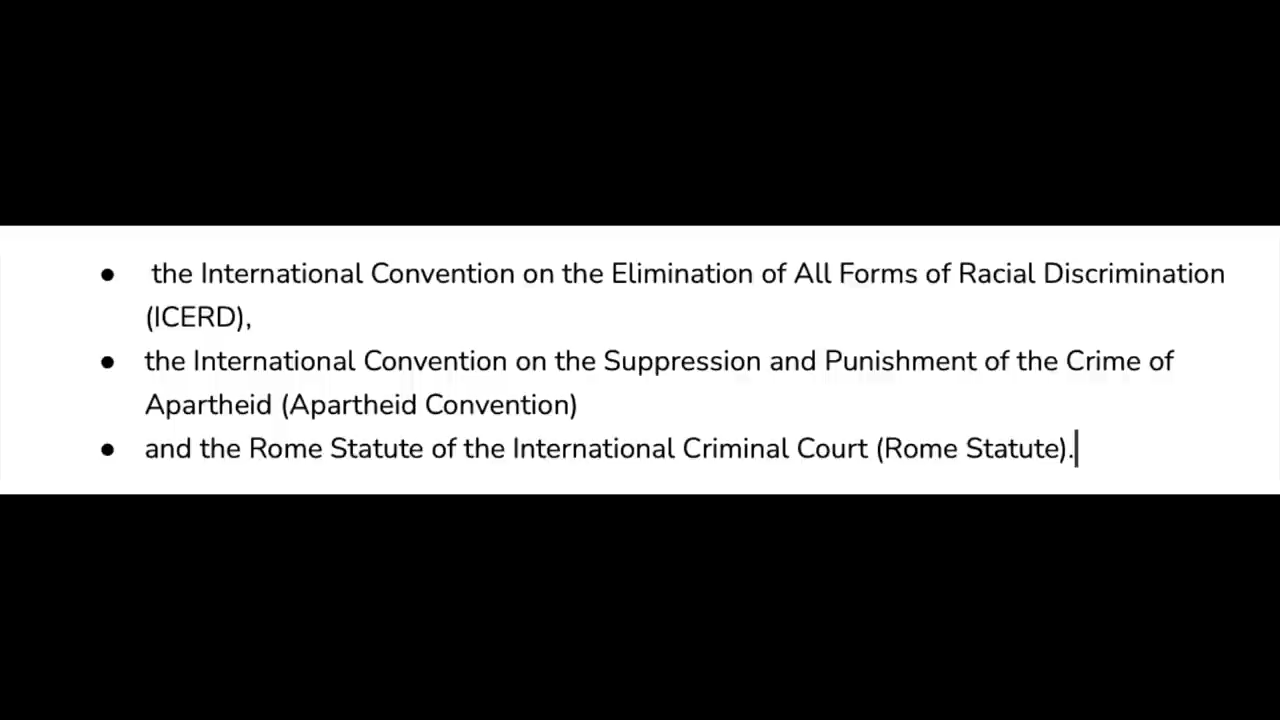 ● the International Convention on the Elimination of All Forms of Racial Discrimination
(ICERD),
● the International Convention on the Suppression and Punishment of the Crime of
Apartheid (Apartheid Convention)
● and the Rome Statute of the International Criminal Court (Rome Statute).